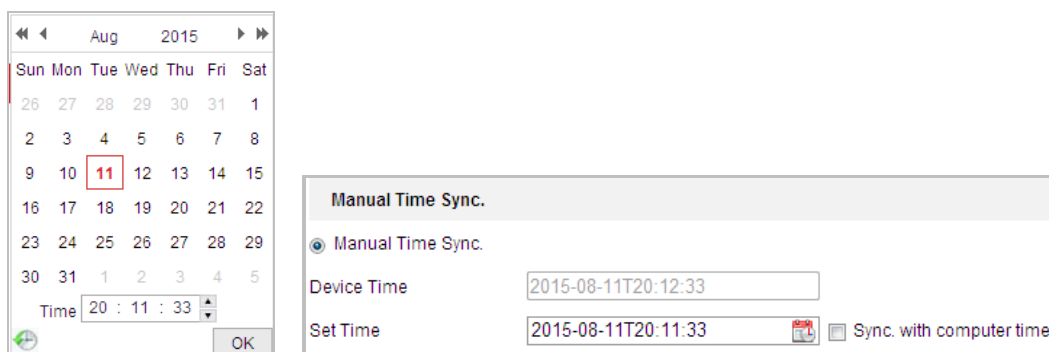 Aug 2015
Sun Mon Tue Wed Thu Fri Sat
26 27 28 29 30 31 1
2 3 4 5 6 7 8
9 10 11 12 13 14 15
16 17 18 19 20 21 22
23 24 25 26 27 28 29
30 31 1 2 3 4 5
Time 20 : 11 : 33
OK
Manual Time Sync.
Manual Time Sync.
Device Time 2015-08-11T20:12:33
Set Time 2015-08-11T20:11:33 Sync. with computer time